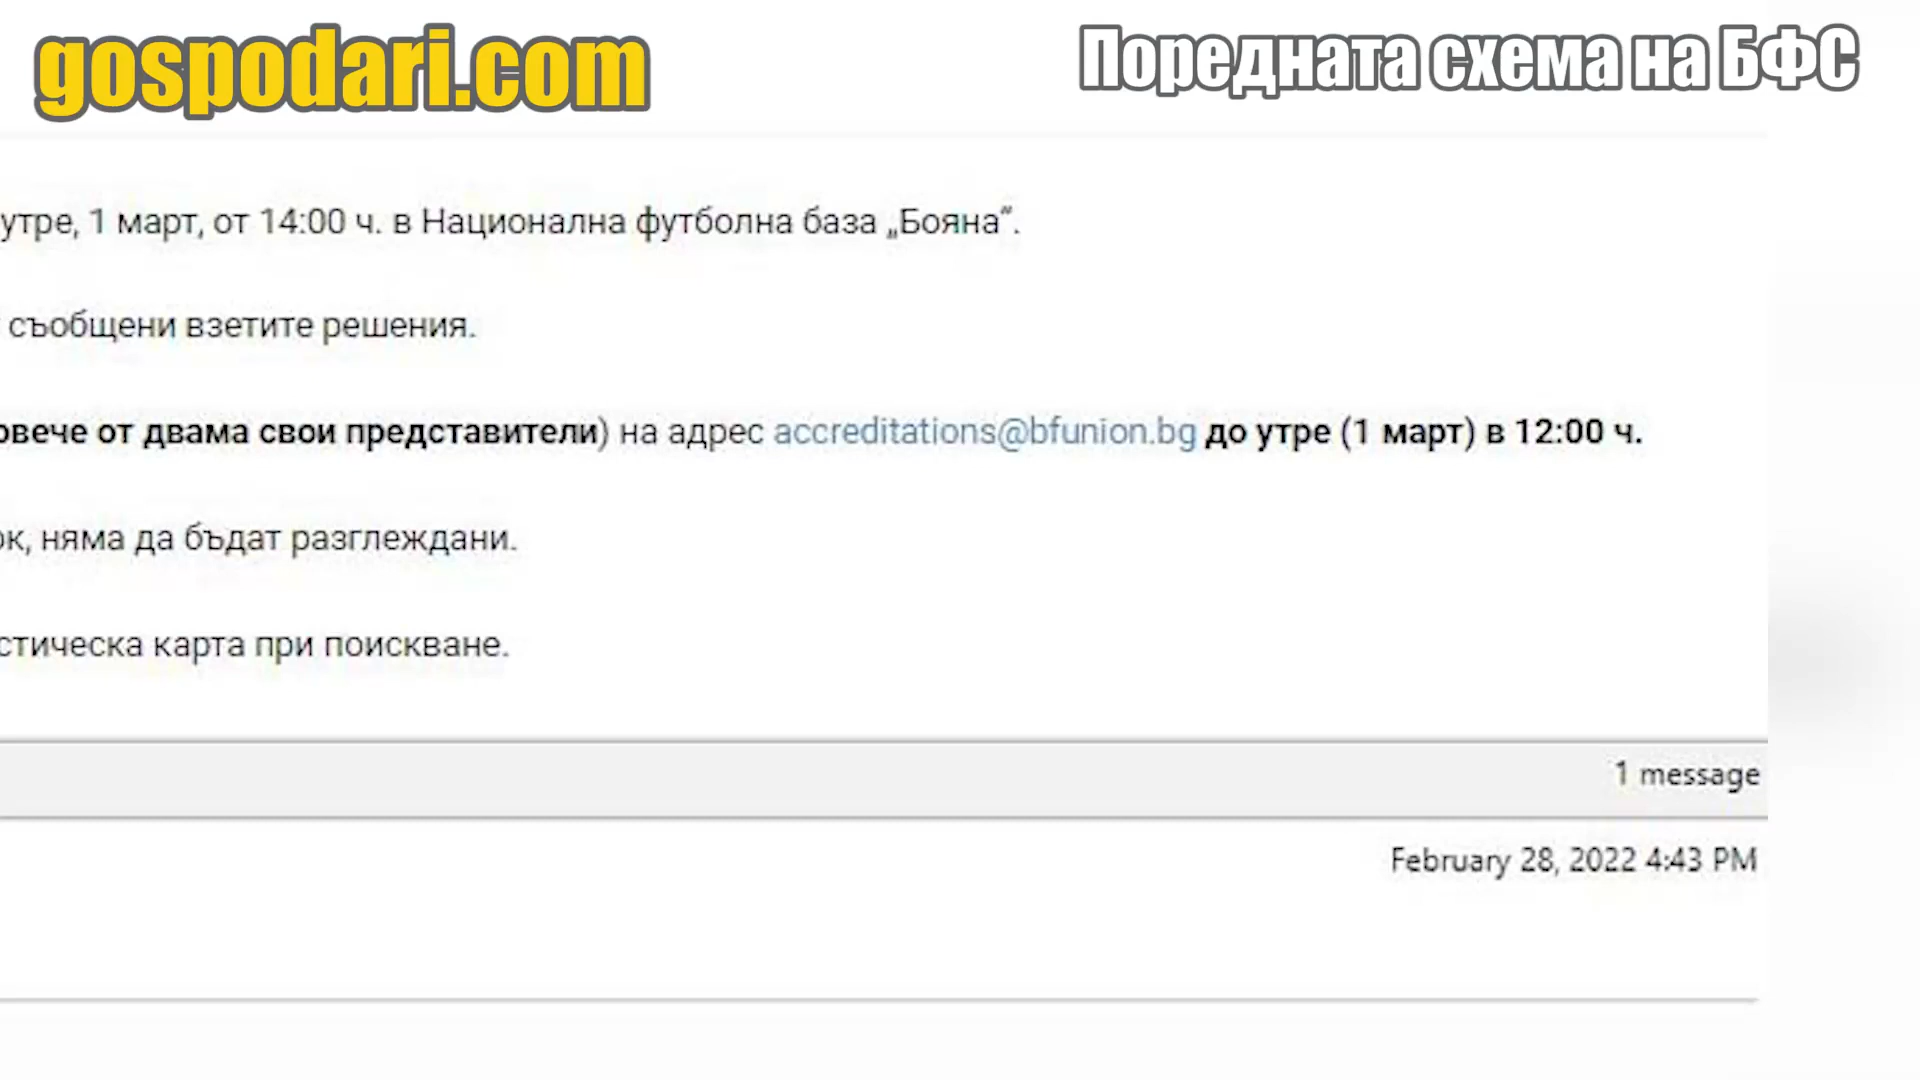 gospodari.com
Поредната схема на БФС
утре, 1 март, от 14:00 ч. в Национална футболна база „Бояна“.
съобщени взетите решения.
овече от двама свои представители) на адрес accreditations@bfunion.bg до утре (1 март) в 12:00 ч.
ок, няма да бъдат разглеждани.
стическа карта при поискване.
1 message
February 28, 2022 4:43 PM